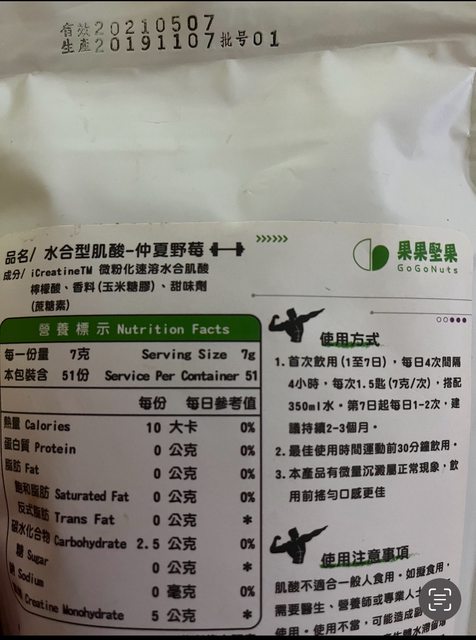 有效20210507
生產20191107批号01
品名/ 水合型肌酸-仲夏野莓
成分/ iCreatineTM 微粉化速溶水合肌酸
檸檬酸、香料(玉米糖膠)、甜味劑
(蔗糖素)
>>>>>>
果果堅果
GoGoNuts
營養標示 Nutrition Facts
每一份量 7克 Serving Size 7g
本包裝含 51份 Service Per Container 51
每份 每日參考值
熱量 Calories 10 大卡 0%
蛋白質 Protein 0 公克 0%
脂肪 Fat 0 公克 0%
飽和脂肪 Saturated Fat 0 公克 0%
反式脂肪 Trans Fat 0 公克 *
碳水化合物 Carbohydrate 2.5 公克 0%
糖 Sugar 0 公克 *
鈉 Sodium 0 毫克 0%
Creatine Monohydrate 5 公克 *
使用方式
1.首次飲用(1至7日),每日4次間隔
4小時,每次1.5匙(7克/次),搭配
350ml水。第7日起每日1-2次,建
議持續2-3個月。
2.最佳使用時間運動前30分鐘飲用。
3.本產品有微量沉澱屬正常現象,飲
用前搖勻口感更佳
使用注意事項
肌酸不適合一般人食用。如擬食用,
需要醫生、營養師或專業人士
使用。使用不當,可能造成